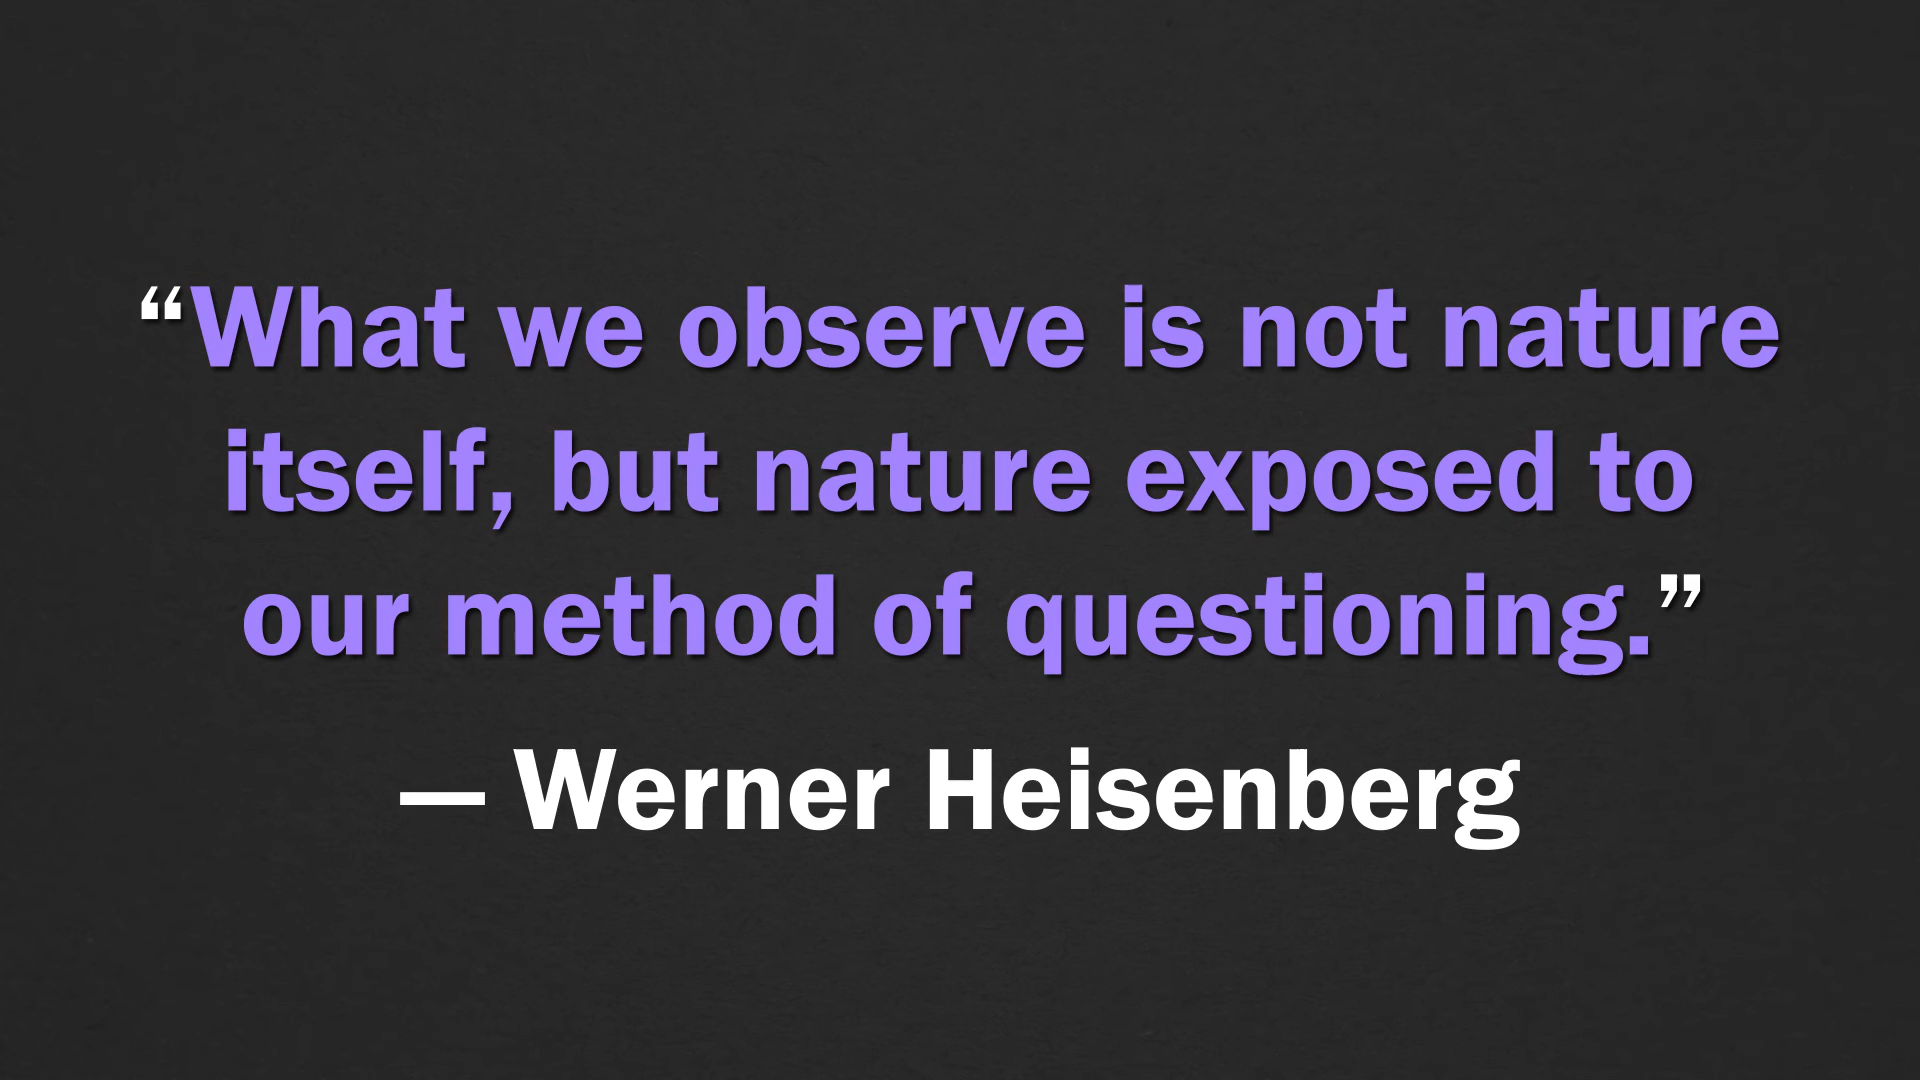 “What we observe is not nature
itself, but nature exposed to
our method of questioning.”
— Werner Heisenberg